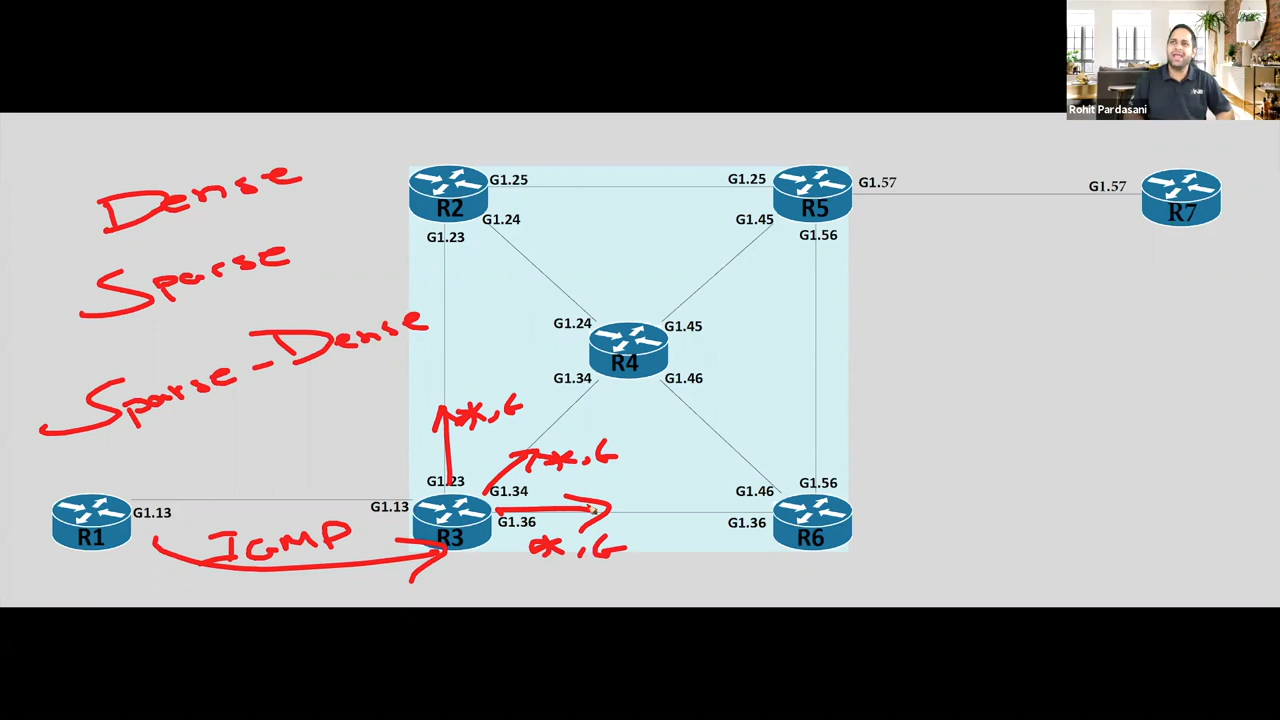 Rohit Pardasani
Dense
Sparse
Sparse-Dense
R2
G1.25
G1.24
G1.23
G1.25
R5
G1.57
G1.45
G1.56
G1.57
R7
G1.24
G1.45
R4
G1.34
G1.46
*,G
*,G
*,G
R1
G1.13
IGMP
G1.13
G1.23
R3
G1.34
G1.36
G1.46
G1.56
G1.36
R6